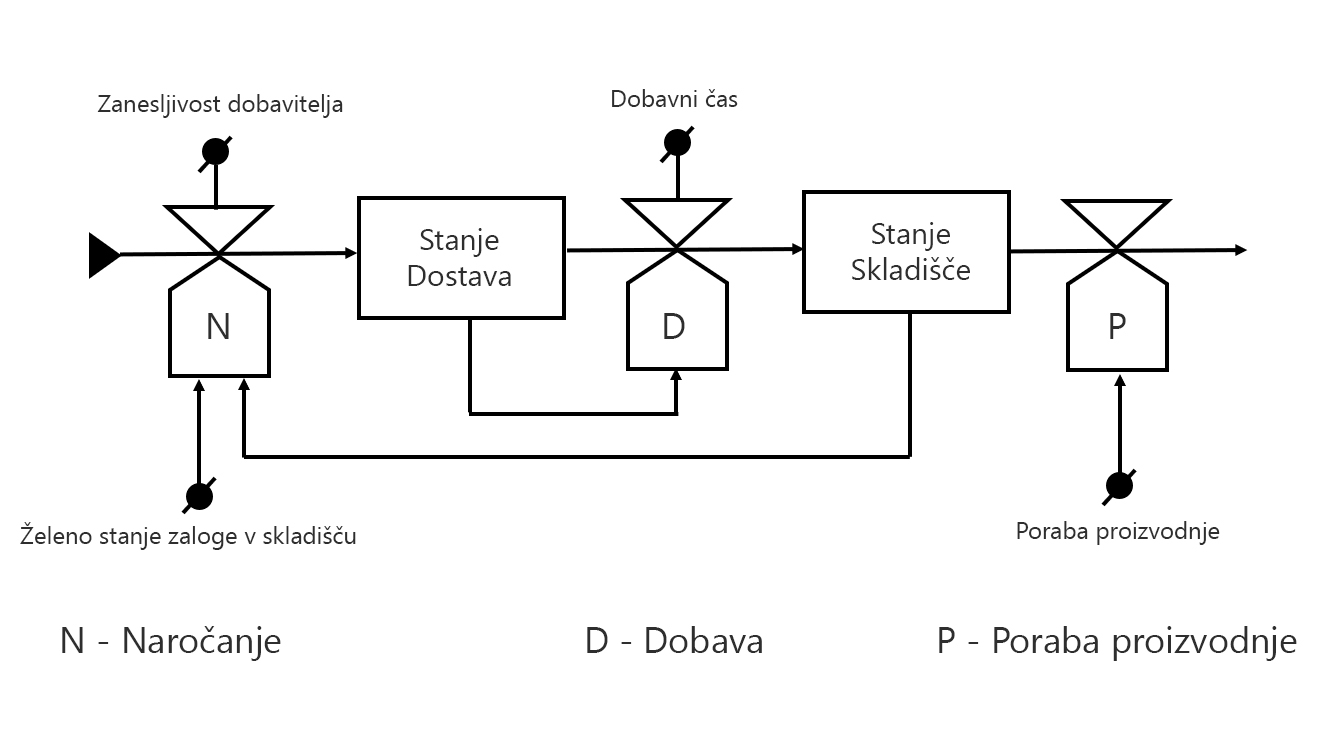 Zanesljivost dobavitelja
Dobavni čas
Stanje
Dostava
Stanje
Skladišče
N
D
P
Želeno stanje zaloge v skladišču
Poraba proizvodnje
N - Naročanje
D - Dobava
P - Poraba proizvodnje